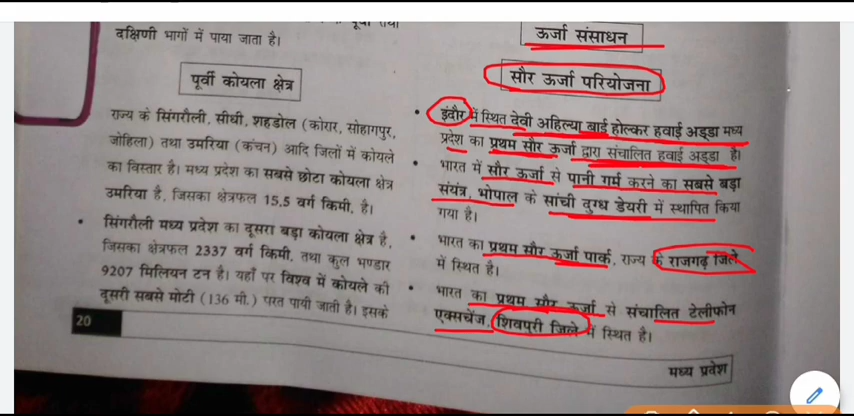 दक्षिणी भागों में पाया जाता है।
पूर्वी कोयला क्षेत्र
राज्य के सिंगरौली, सीधी, शहडोल (कोरार, सोहागपुर,
जोहिला) तथा उमरिया (कंचन) आदि जिलों में कोयले
का विस्तार है। मध्य प्रदेश का सबसे छोटा कोयला क्षेत्र
उमरिया है, जिसका क्षेत्रफल 15.5 वर्ग किमी, है।
• सिंगरौली मध्य प्रदेश का दूसरा बड़ा कोयला क्षेत्र है,
जिसका क्षेत्रफल 2337 वर्ग किमी, तथा कुल भण्डार
9207 मिलियन टन है। यहाँ पर विश्व में कोयले की
दूसरी सबसे मोटी (136 मी.) परत पायी जाती है। इसके
20
ऊर्जा संसाधन
सौर ऊर्जा परियोजना
• इंदौर में स्थित देवी अहिल्या बाई होल्कर हवाई अड्डा मध्य
प्रदेश का प्रथम सौर ऊर्जा द्वारा संचालित हवाई अड्डा है।
• भारत में सौर ऊर्जा से पानी गर्म करने का सबसे बड़ा
संयंत्र, भोपाल के सांची दुग्ध डेयरी में स्थापित किया
गया है।
• भारत का प्रथम सौर ऊर्जा पार्क, राज्य के राजगढ़ जिले
में स्थित है।
• भारत का प्रथम सौर ऊर्जा से संचालित टेलीफोन
एक्सचेंज, शिवपुरी जिले में स्थित है।
मध्य प्रदेश